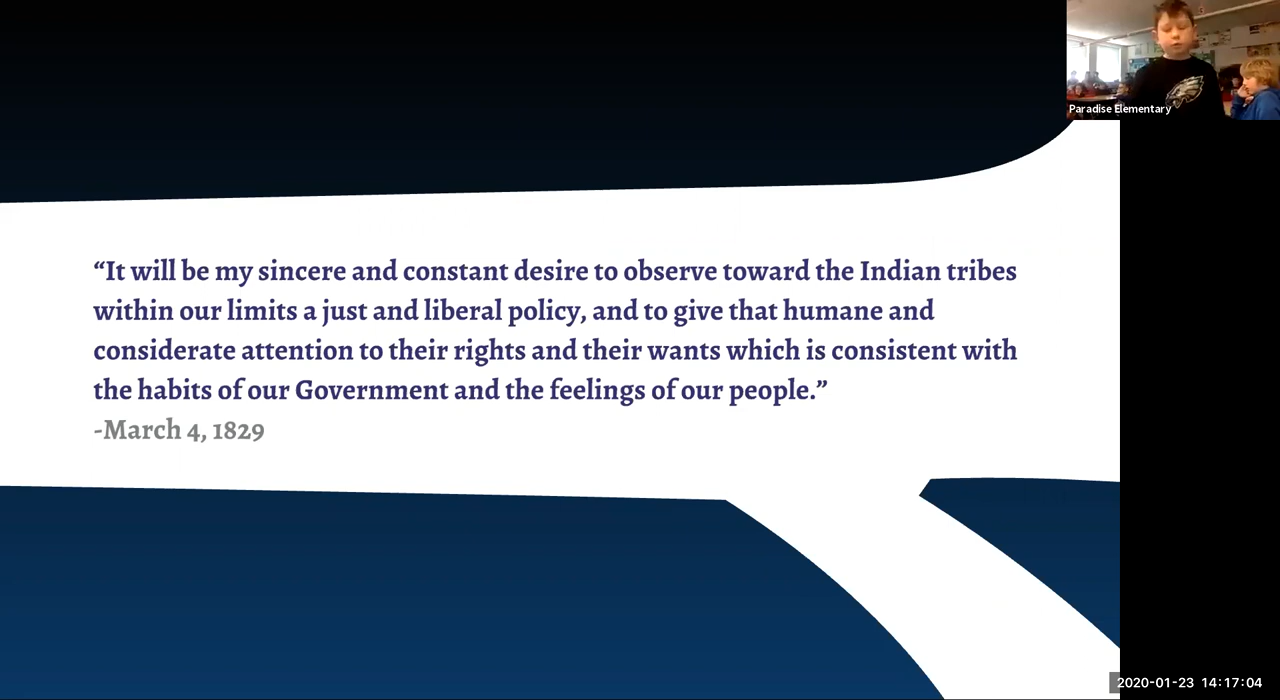 Paradise Elementary
“It will be my sincere and constant desire to observe toward the Indian tribes
within our limits a just and liberal policy, and to give that humane and
considerate attention to their rights and their wants which is consistent with
the habits of our Government and the feelings of our people.”
-March 4, 1829
2020-01-23 14:17:04